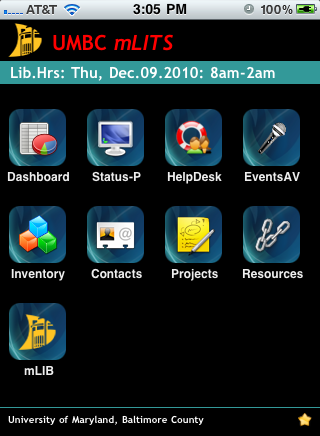 AT&T 3:05 PM 100%
UMBC mLITS
Lib.Hrs: Thu, Dec.09.2010: 8am-2am
Dashboard Status-P HelpDesk EventsAV
@
Inventory Contacts Projects Resources
mLIB
University of Maryland, Baltimore County